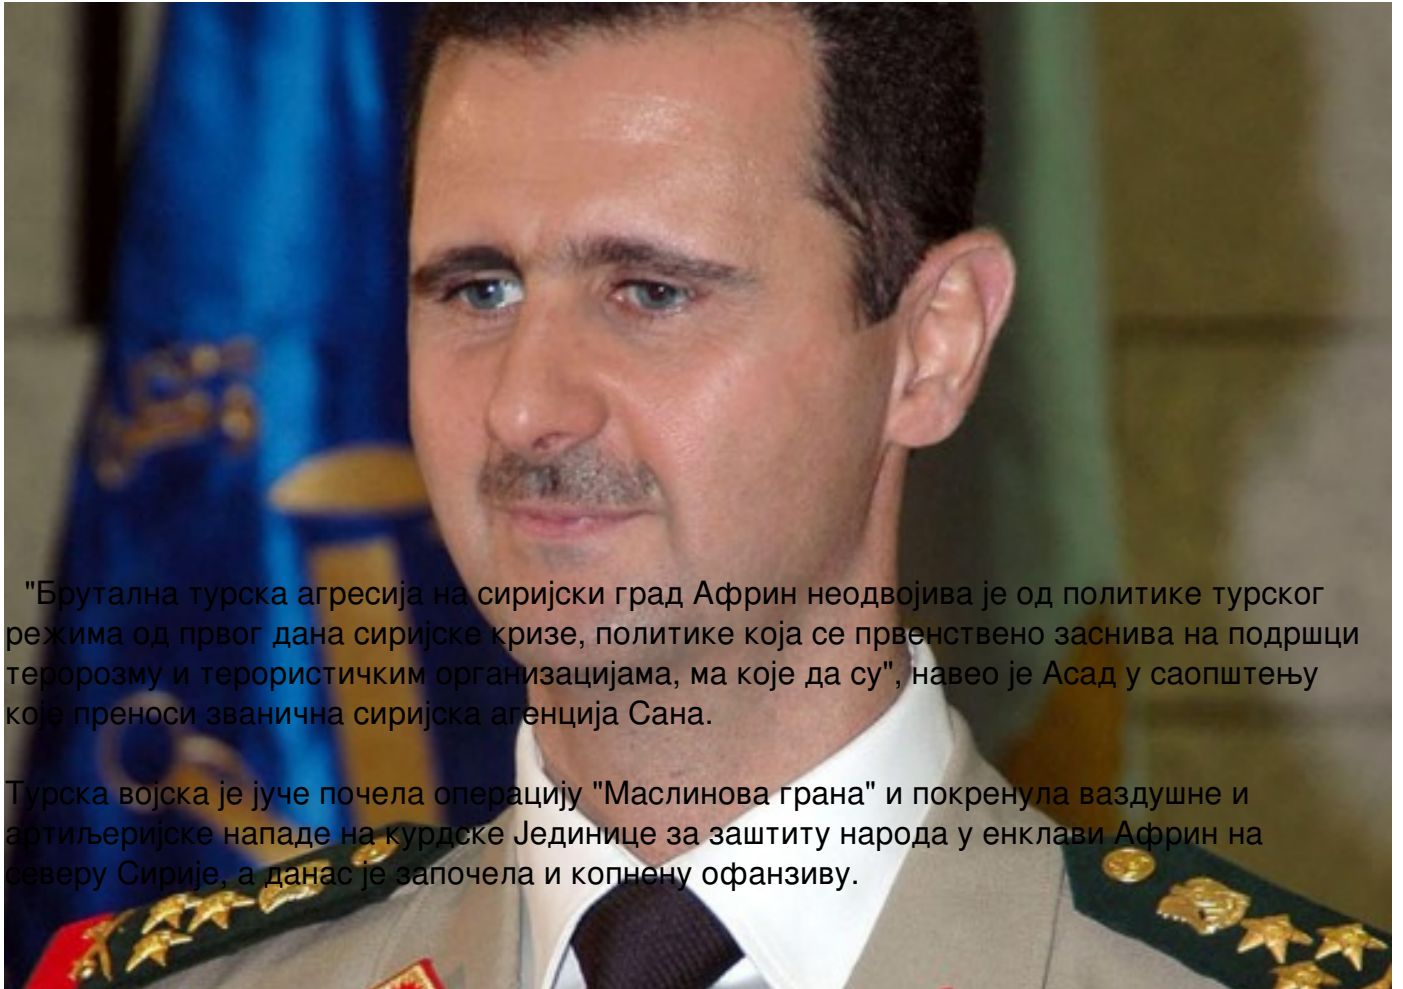 "Брутална турска агресија на сиријски град Африн неодвојива је од политике турског
режима од првог дана сиријске кризе, политике која се првенствено заснива на подршци
теророзму и терористичким организацијама, ма које да су", навео је Асад у саопштењу
које преноси званична сиријска агенција Сана.
Турска војска је јуче почела операцију "Маслинова грана" и покренула ваздушне и
артиљеријске нападе на курдске Јединице за заштиту народа у енклави Африн на
северу Сирије, а данас је започела и копнену офанзиву.